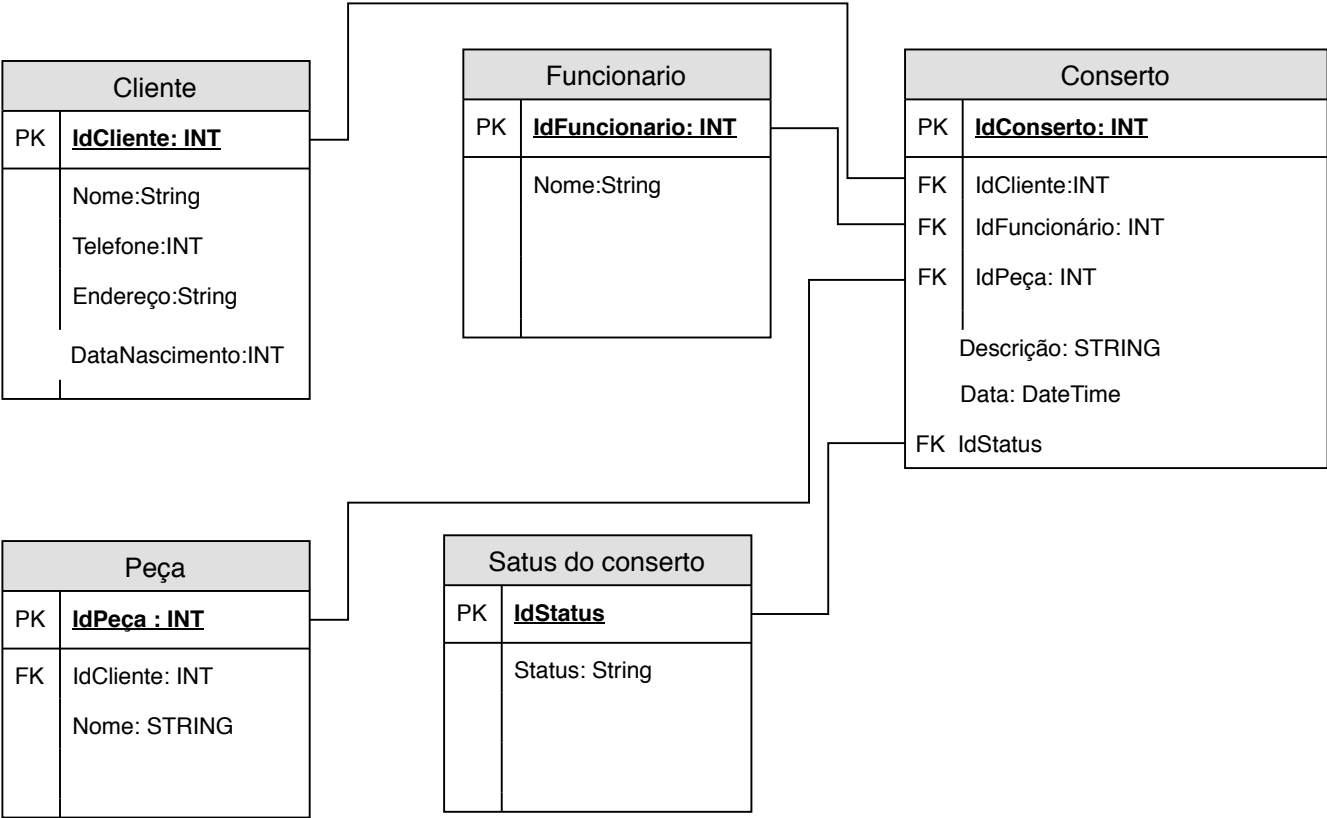 Cliente
PK IdCliente: INT
Nome:String
Telefone:INT
Endereço:String
DataNascimento:INT
Funcionario
PK IdFuncionario: INT
Nome:String
Conserto
PK IdConserto: INT
FK IdCliente:INT
FK IdFuncionário: INT
FK IdPeça: INT
Descrição: STRING
Data: DateTime
FK IdStatus
Peça
PK IdPeça : INT
FK IdCliente: INT
Nome: STRING
Satus do conserto
PK IdStatus
Status: String